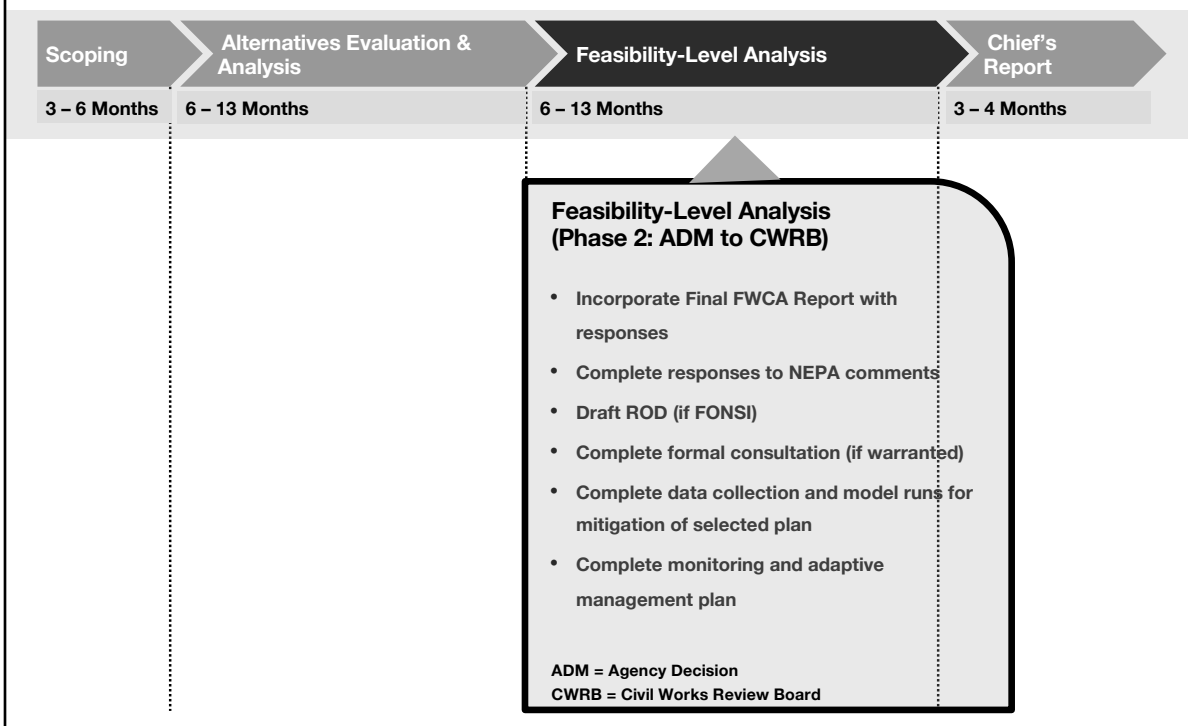 Scoping
Alternatives Evaluation &
Analysis
Feasibility-Level Analysis
Chief's
Report
3 – 6 Months
6 – 13 Months
6 – 13 Months
3 – 4 Months
Feasibility-Level Analysis
(Phase 2: ADM to CWRB)
• Incorporate Final FWCA Report with
responses
• Complete responses to NEPA comments
• Draft ROD (if FONSI)
• Complete formal consultation (if warranted)
• Complete data collection and model runs for
mitigation of selected plan
• Complete monitoring and adaptive
management plan
ADM = Agency Decision
CWRB = Civil Works Review Board